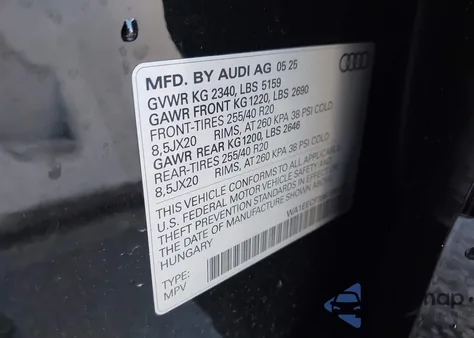 MFD. BY AUDI AG 05 25
GVWR KG 2340, LBS 5159
GAWR FRONT KG 1220, LBS 2690
FRONT-TIRES 255/40 R20
8,5JX20 RIMS, AT 260 KPA 38 PSI COLD
GAWR REAR KG1200, LBS 2646
REAR-TIRES 255/40 R20
8,5JX20 RIMS, AT 260 KPA 38 PSI COLD
THIS VEHICLE CONFORMS TO ALL APPLICABLE
U.S. FEDERAL MOTOR VEHICLE SAFETY AND
THEFT PREVENTION STANDARDS IN EFFECT ON
THE DATE OF MANUFACTURE SHOWN ABOVE
HUNGARY
TYPE:
MPV